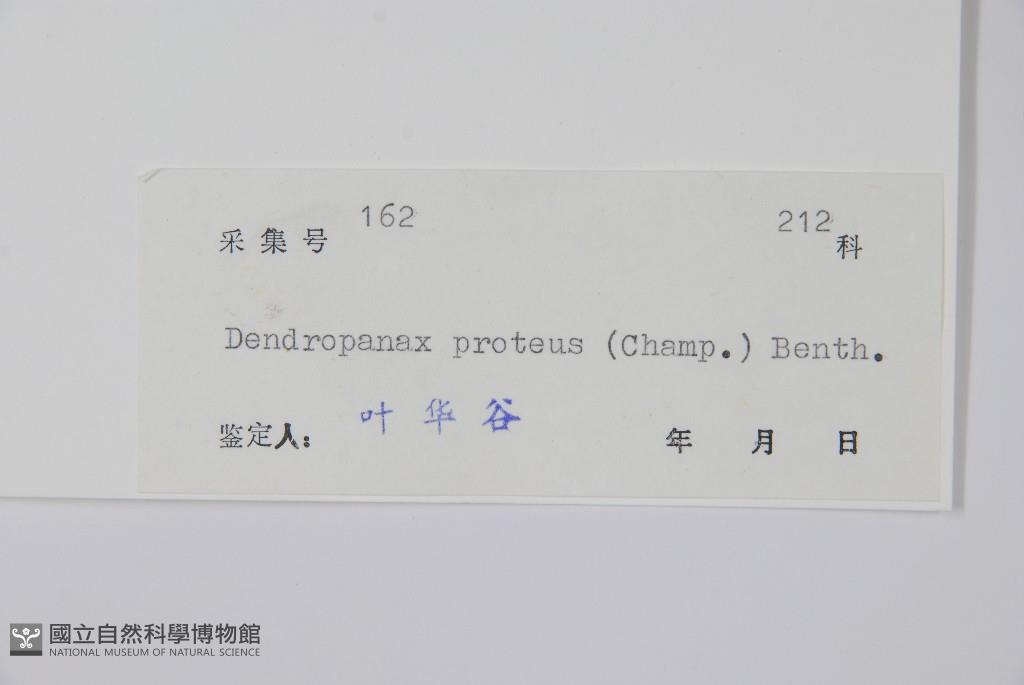 采集号 162 212 科
Dendropanax proteus (Champ.) Benth.
鉴定人: 叶华谷 年 月 日
國立自然科學博物館
NATIONAL MUSEUM OF NATURAL SCIENCE